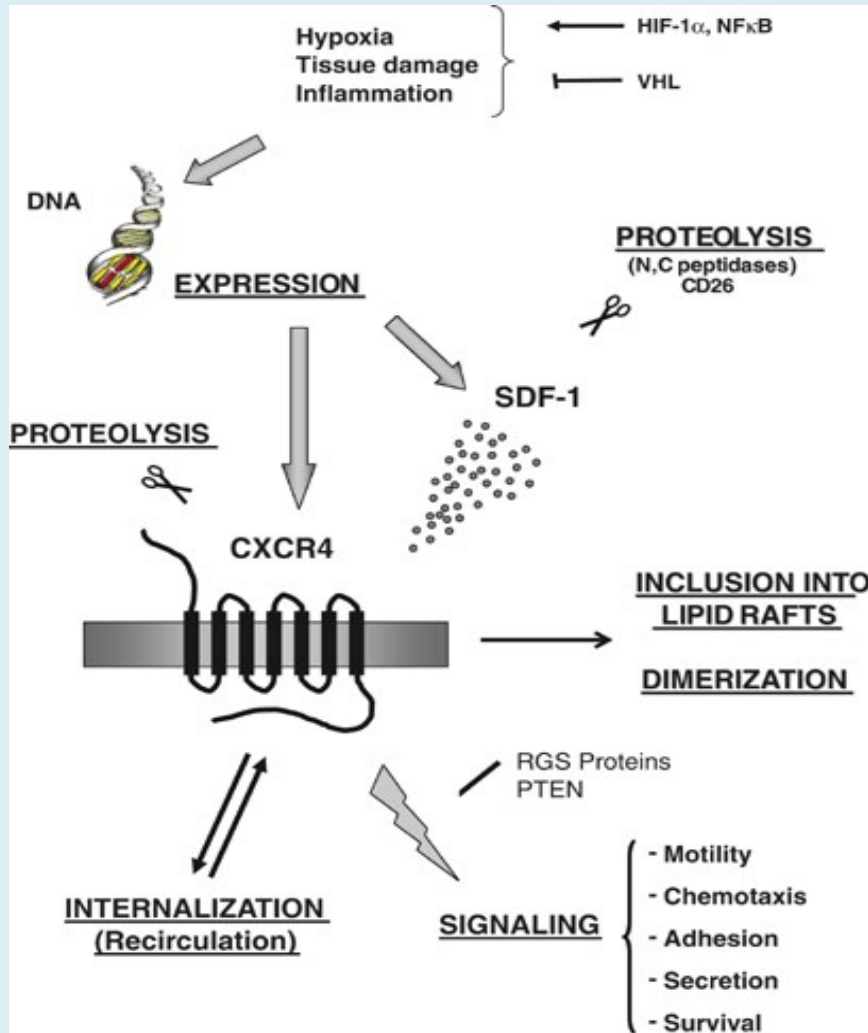 Hypoxia
Tissue damage
Inflammation
HIF-1α, NFκB
VHL
DNA
EXPRESSION
PROTEOLYSIS
(N,C peptidases)
CD26
SDF-1
PROTEOLYSIS
CXCR4
INCLUSION INTO
LIPID RAFTS
DIMERIZATION
RGS Proteins
PTEN
INTERNALIZATION
(Recirculation)
SIGNALING
- Motility
- Chemotaxis
- Adhesion
- Secretion
- Survival